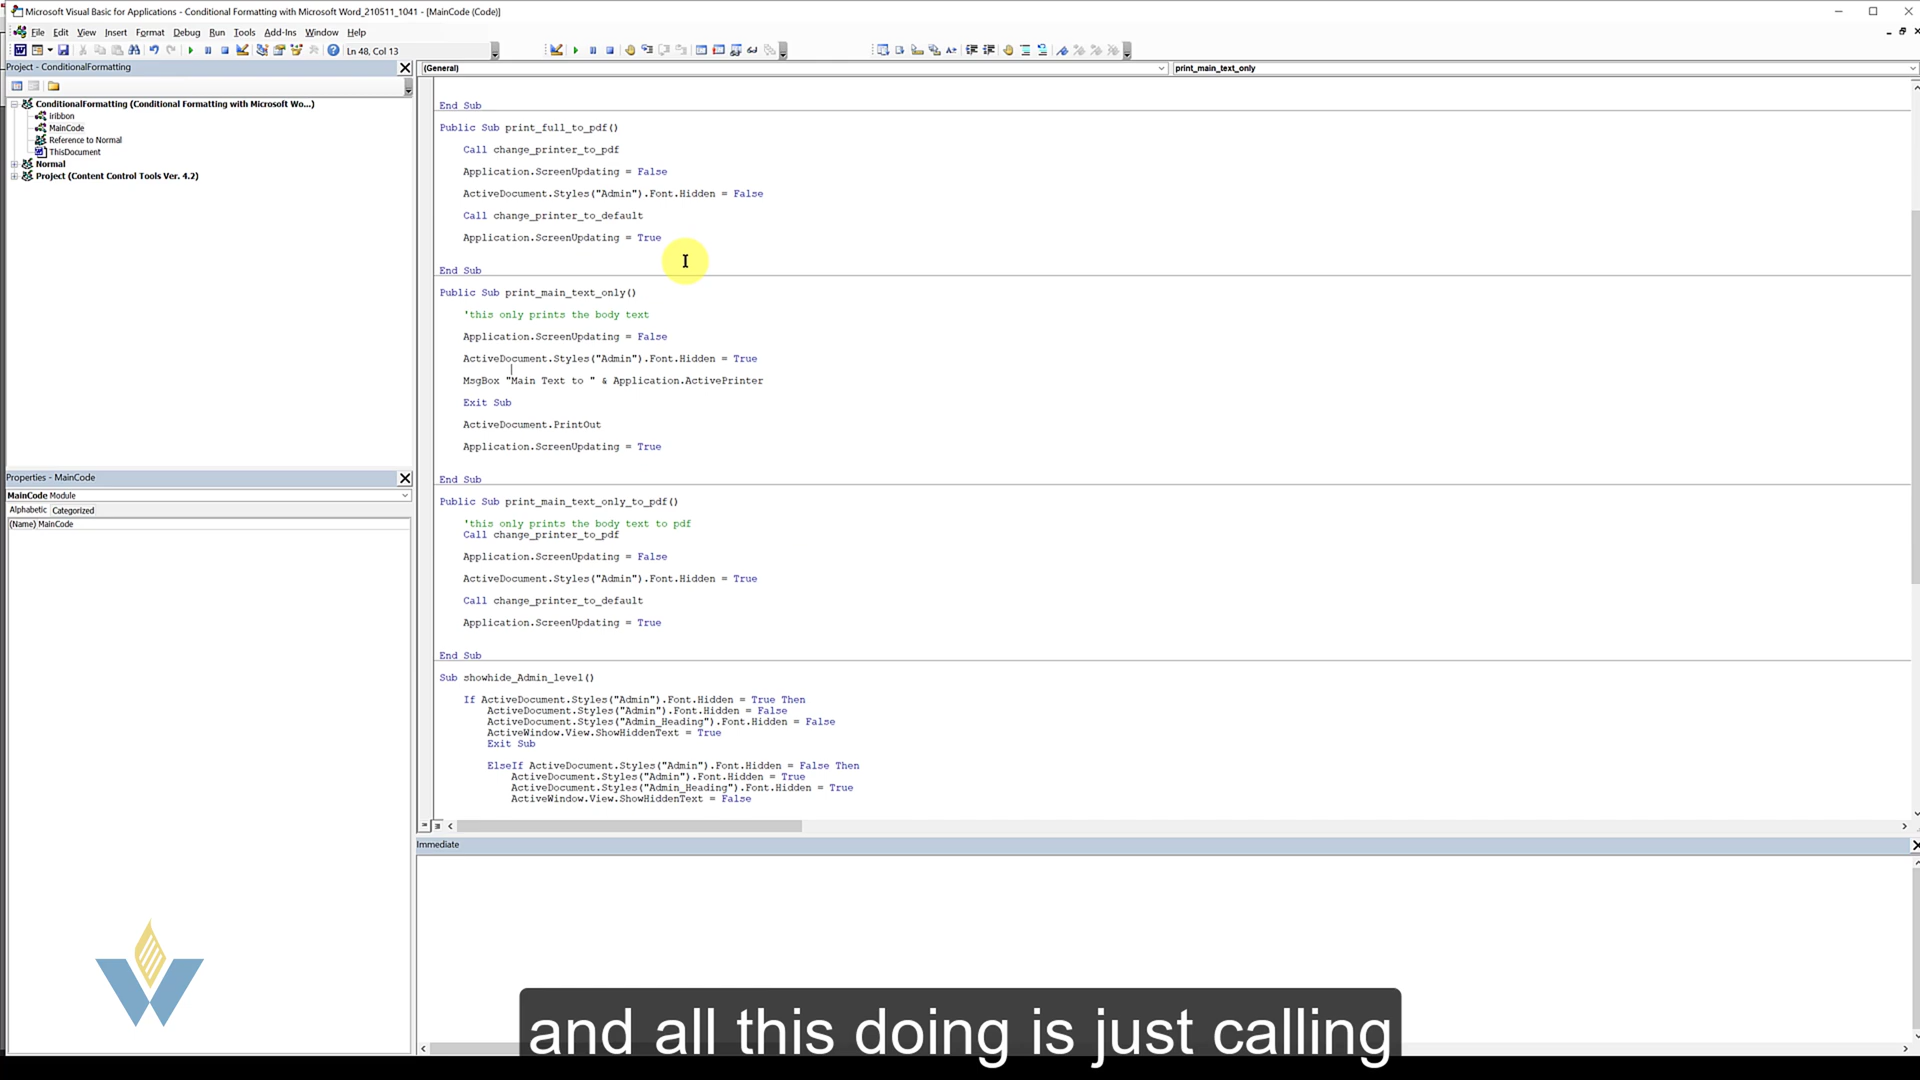 Microsoft Visual Basic for Applications - Conditional Formatting with Microsoft Word_210511_1041 - [MainCode (Code)]
File Edit View Insert Format Debug Run Tools Add-Ins Window Help
Ln 48, Col 13
Project - ConditionalFormatting
(General)
print_main_text_only
ConditionalFormatting (Conditional Formatting with Microsoft Wo...)
iribbon
MainCode
Reference to Normal
ThisDocument
Normal
Project (Content Control Tools Ver. 4.2)
Properties - MainCode
MainCode Module
Alphabetic Categorized
(Name) MainCode
End Sub
Public Sub print_full_to_pdf()
Call change_printer_to_pdf
Application.ScreenUpdating = False
ActiveDocument.Styles("Admin").Font.Hidden = False
Call change_printer_to_default
Application.ScreenUpdating = True
End Sub
Public Sub print_main_text_only()
'this only prints the body text
Application.ScreenUpdating = False
ActiveDocument.Styles("Admin").Font.Hidden = True
MsgBox "Main Text to " & Application.ActivePrinter
Exit Sub
ActiveDocument.PrintOut
Application.ScreenUpdating = True
End Sub
Public Sub print_main_text_only_to_pdf()
'this only prints the body text to pdf
Call change_printer_to_pdf
Application.ScreenUpdating = False
ActiveDocument.Styles("Admin").Font.Hidden = True
Call change_printer_to_default
Application.ScreenUpdating = True
End Sub
Sub showhide_Admin_level()
If ActiveDocument.Styles("Admin").Font.Hidden = True Then
ActiveDocument.Styles("Admin").Font.Hidden = False
ActiveDocument.Styles("Admin_Heading").Font.Hidden = False
ActiveWindow.View.ShowHiddenText = True
Exit Sub
ElseIf ActiveDocument.Styles("Admin").Font.Hidden = False Then
ActiveDocument.Styles("Admin").Font.Hidden = True
ActiveDocument.Styles("Admin_Heading").Font.Hidden = True
ActiveWindow.View.ShowHiddenText = False
Immediate
and all this doing is just calling